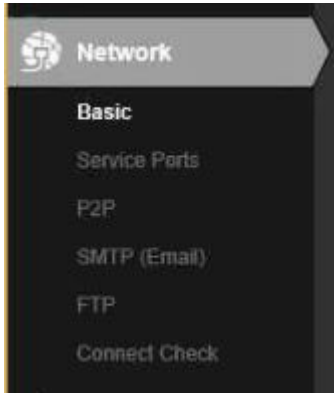 Network
Basic
Service Ports
P2P
SMTP (Email)
FTP
Connect Check